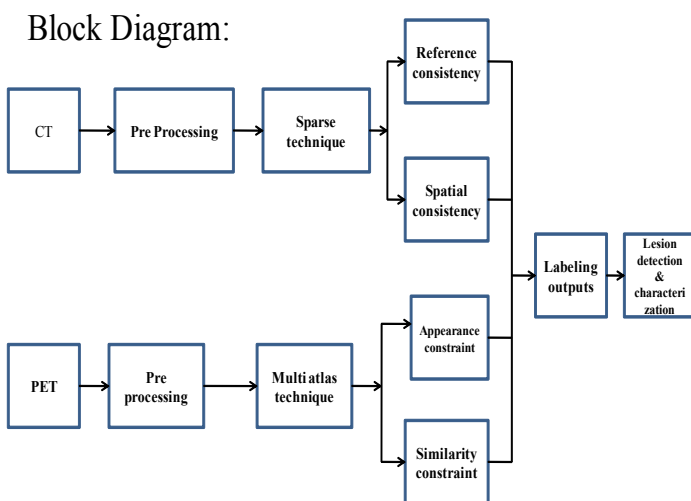 Block Diagram:
Reference
consistency
CT
Pre Processing
Sparse
technique
Spatial
consistency
Labeling
outputs
Lesion
detection
&
characteri
zation
Appearance
constraint
PET
Pre
processing
Multi atlas
technique
Similarity
constraint